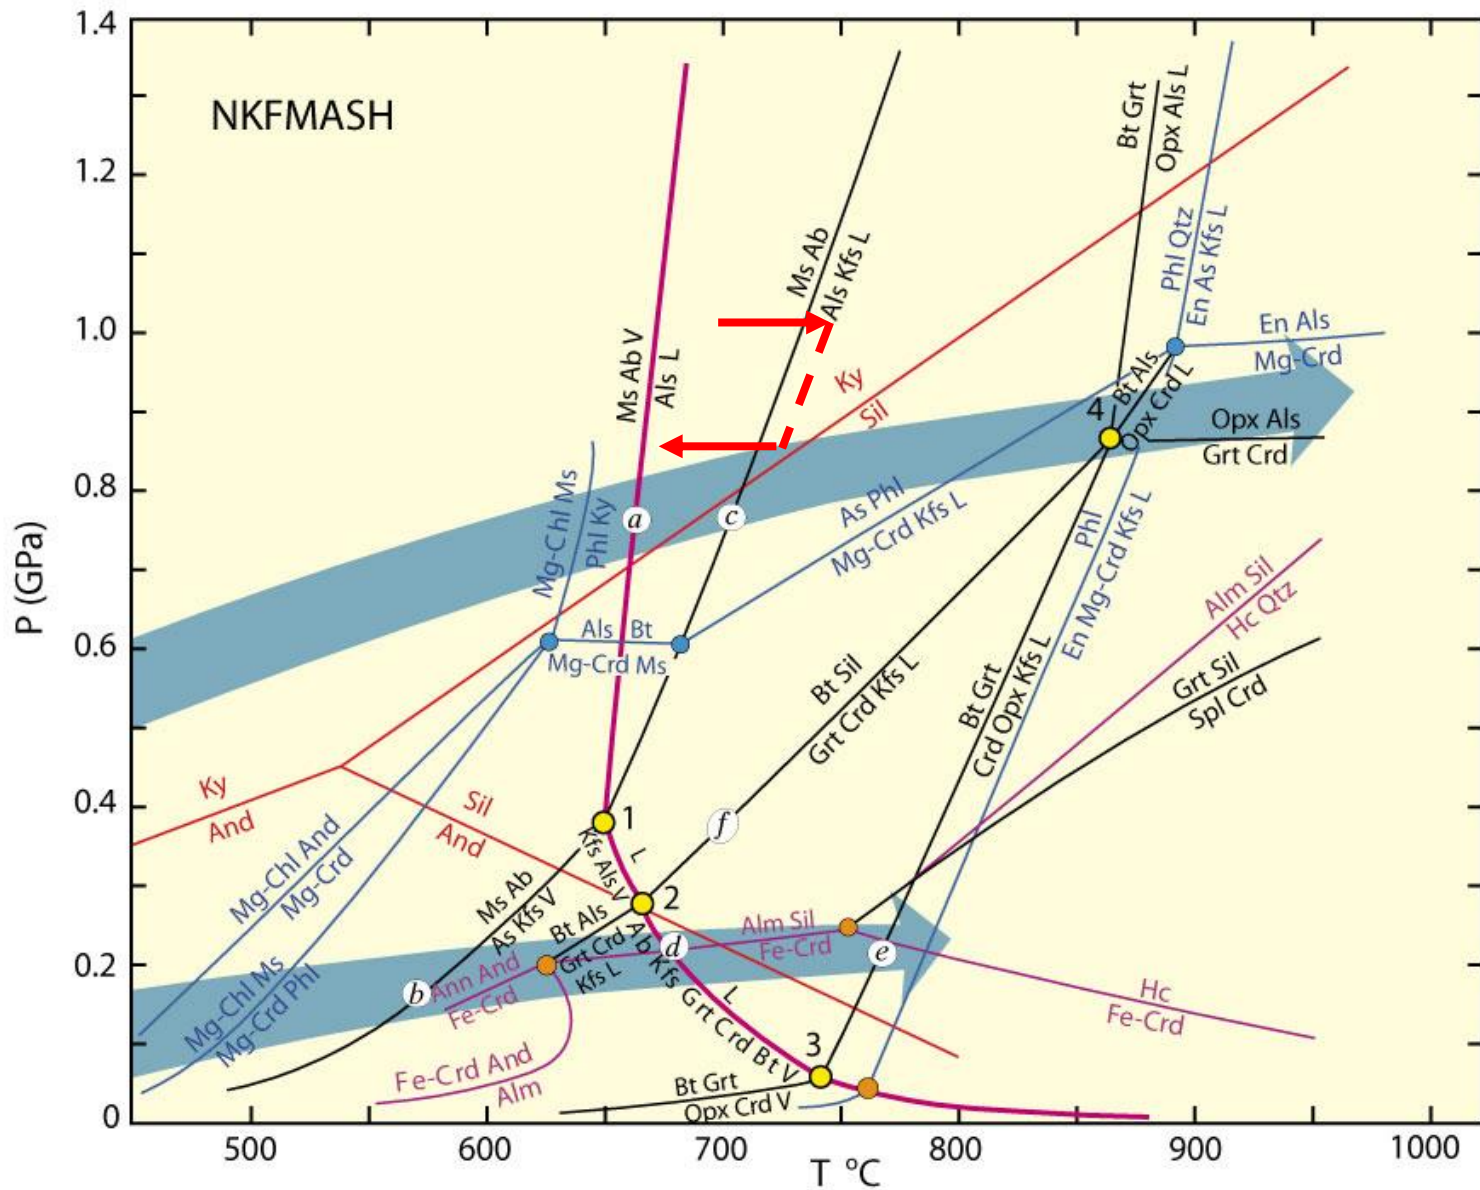 NKFMASH
P (GPa)
1.4
1.2
1.0
0.8
0.6
0.4
0.2
0
500
600
700
800
900
1000
T °C
Ms Ab V
Als L
Ms Ab
Als Kfs L
Bt Grt
Opx Als L
Phl Qtz
En As Kfs L
En Als
Mg-Crd
Ky
Sil
4
Bt Als
Opx Crd L
Opx Als
Grt Crd
Mg-Chl Ms
Phl Ky
a
c
As Phl
Mg-Crd Kfs L
Phl
En Mg-Crd Kfs L
Als Bt
Mg-Crd Ms
Bt Sil
Grt Crd Kfs L
Bt Grt
Crd Opx Kfs L
Alm Sil
Hc Qtz
Grt Sil
Spl Crd
Ky
And
Sil
And
1
L
Kfs Als V
f
2
Mg-Chl And
Mg-Crd
Ms Ab
As Kfs V
Bt Als
Grt Crd
Kfs L
d
Alm Sil
Fe-Crd
e
b
Ann And
Fe-Crd
L
Ab Kfs Grt Crd Bt V
Hc
Fe-Crd
Mg-Chl Ms
Mg-Crd Phl
Fe-Crd And
Alm
3
Bt Grt
Opx Crd V